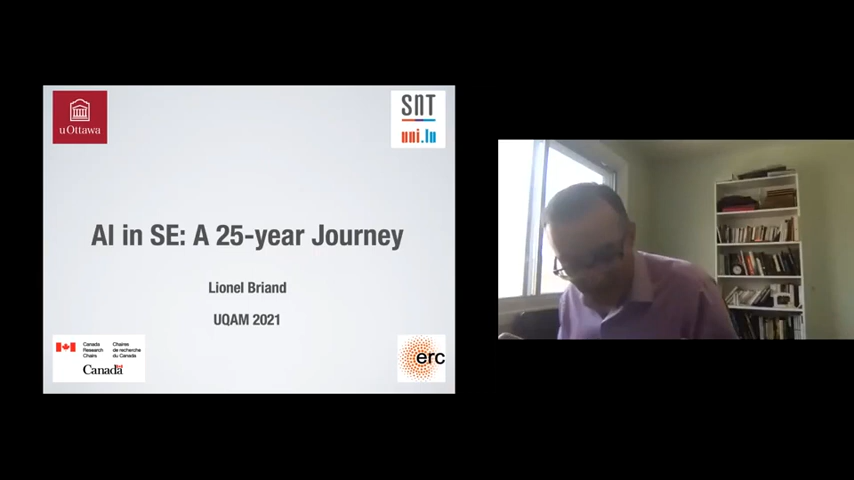 uOttawa
SNT
uni.lu
AI in SE: A 25-year Journey
Lionel Briand
UQAM 2021
Canada Research Chairs
Chaires de recherche du Canada
Canada
erc